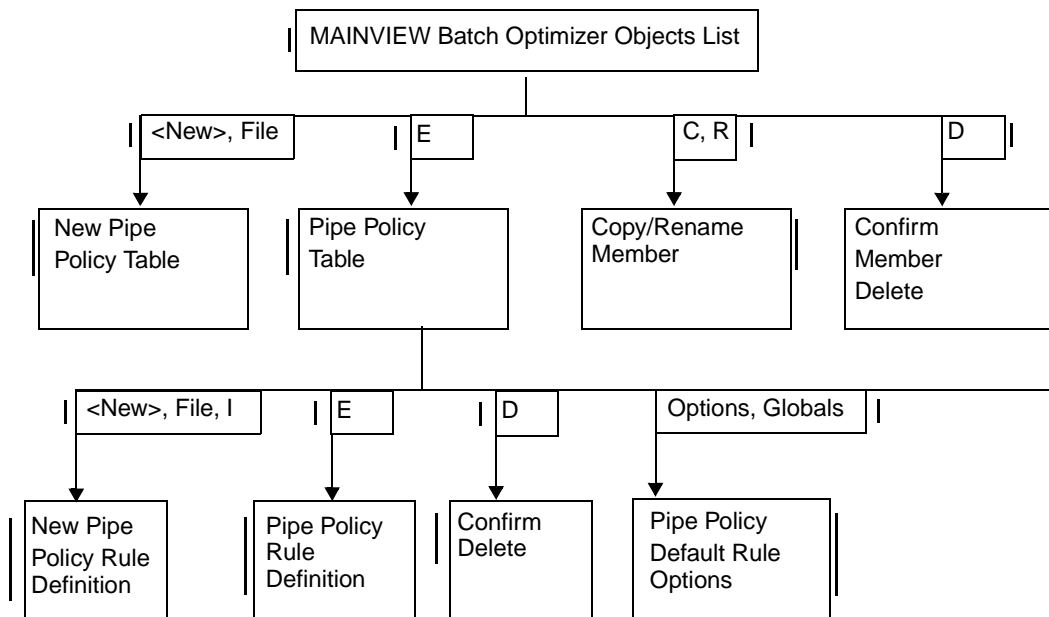 MAINVIEW Batch Optimizer Objects List
<New>, File
E
C, R
D
New Pipe
Policy Table
Pipe Policy
Table
Copy/Rename
Member
Confirm
Member
Delete
<New>, File, I
E
D
Options, Globals
New Pipe
Policy Rule
Definition
Pipe Policy
Rule
Definition
Confirm
Delete
Pipe Policy
Default Rule
Options